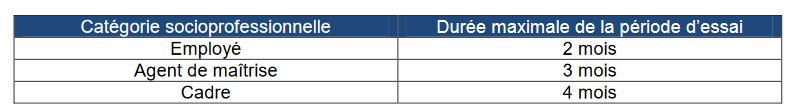 Catégorie socioprofessionnelle Durée maximale de la période d'essai
Employé 2 mois
Agent de maîtrise 3 mois
Cadre 4 mois